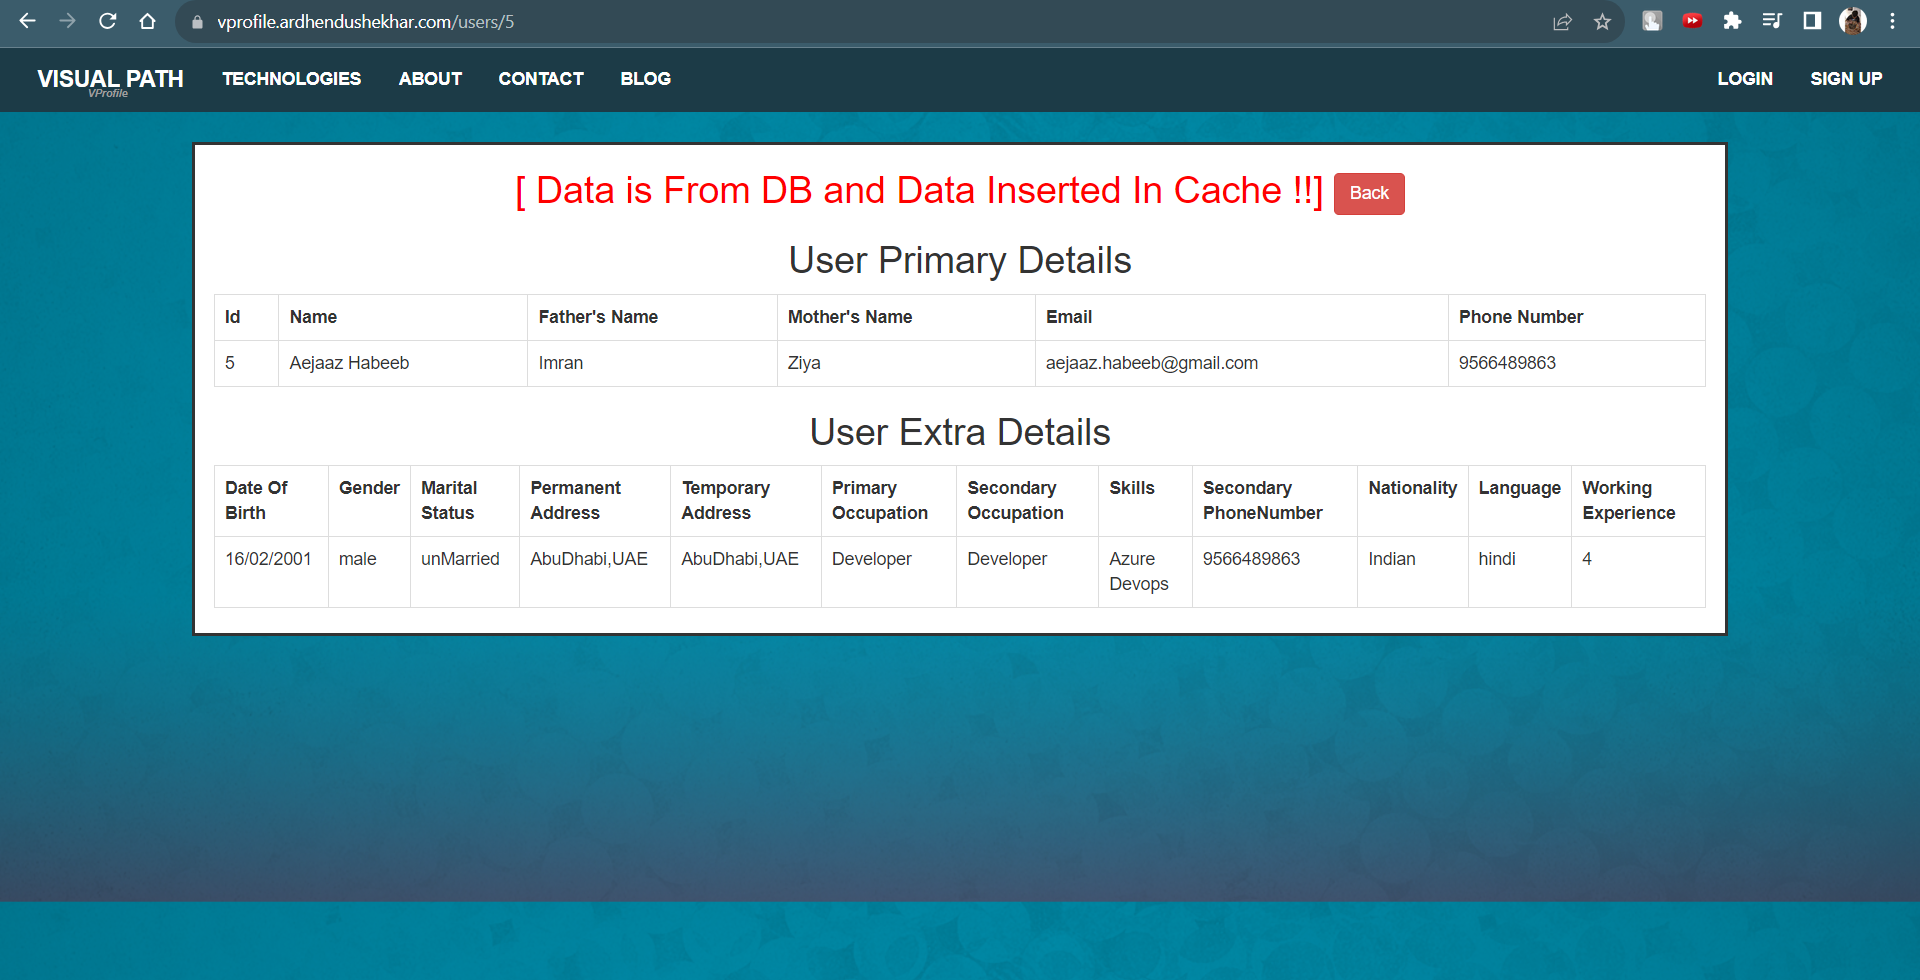 vprofile.ardhendushekhar.com/users/5
VISUAL PATH
VProfile
TECHNOLOGIES ABOUT CONTACT BLOG LOGIN SIGN UP
[ Data is From DB and Data Inserted In Cache !!] Back
User Primary Details
Id Name Father's Name Mother's Name Email Phone Number
5 Aejaaz Habeeb Imran Ziya aejaaz.habeeb@gmail.com 9566489863
User Extra Details
Date Of Birth Gender Marital Status Permanent Address Temporary Address Primary Occupation Secondary Occupation Skills Secondary PhoneNumber Nationality Language Working Experience
16/02/2001 male unMarried AbuDhabi,UAE AbuDhabi,UAE Developer Developer Azure Devops 9566489863 Indian hindi 4